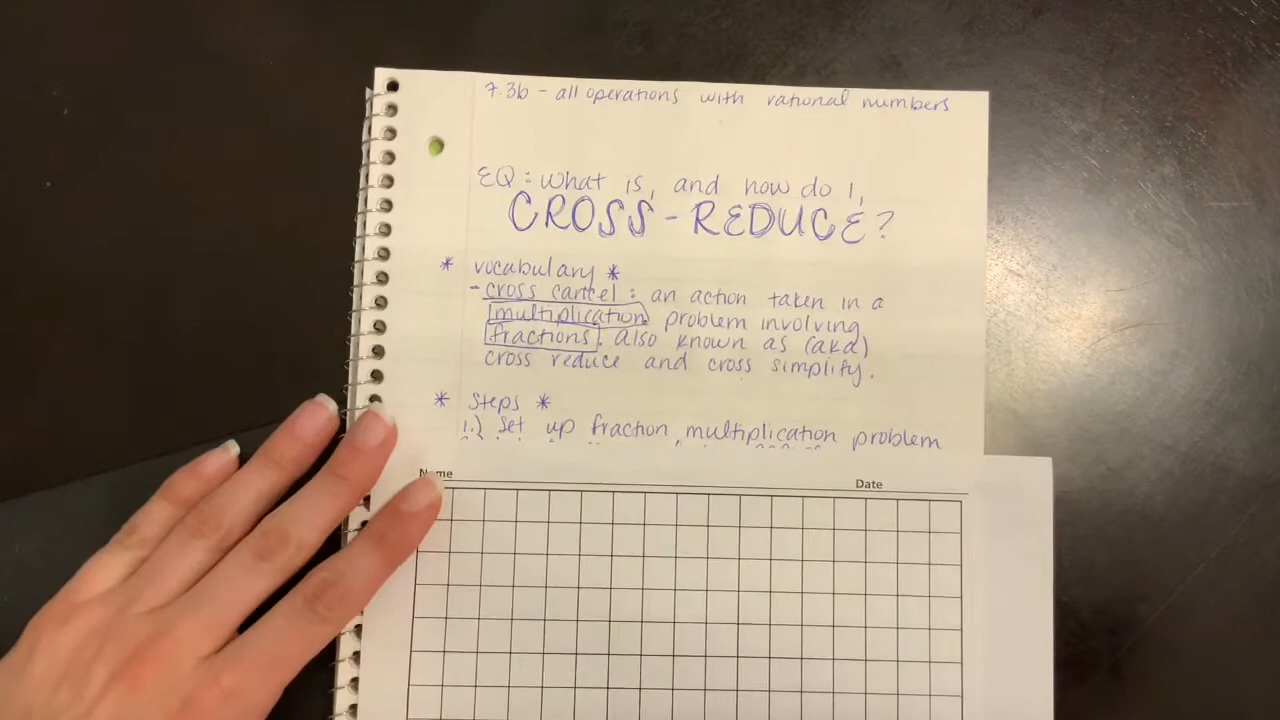 7.3b - all operations with rational numbers
EQ: What is, and how do I,
CROSS-REDUCE?
* vocabulary *
- cross cancel : an action taken in a
multiplication problem involving
fractions. Also known as (aka)
cross reduce and cross simplify.
* Steps *
1.) Set up fraction multiplication problem
Name
Date